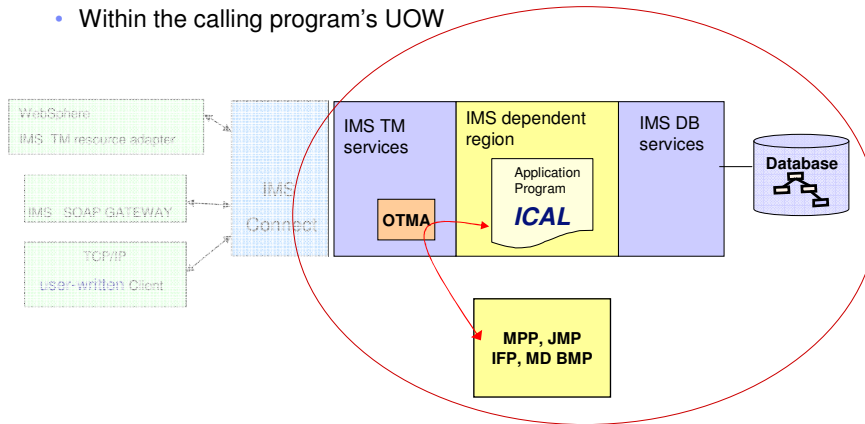 • Within the calling program's UOW
WebSphere
IMS TM resource adapter
IMS SOAP GATEWAY
TCP/IP
user-written Client
IMS
Connect
IMS TM
services
OTMA
IMS dependent
region
Application
Program
ICAL
IMS DB
services
Database
MPP, JMP
IFP, MD BMP